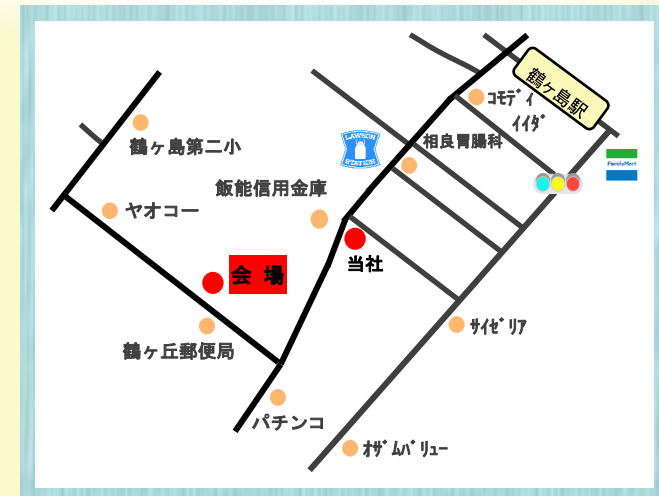 鶴ヶ島駅
コモディ
イイダ
LAWSON
STATION
相良胃腸科
FamilyMart
鶴ヶ島第二小
飯能信用金庫
ヤオコー
当社
会 場
サイゼリア
鶴ヶ丘郵便局
パチンコ
オザムバリュー